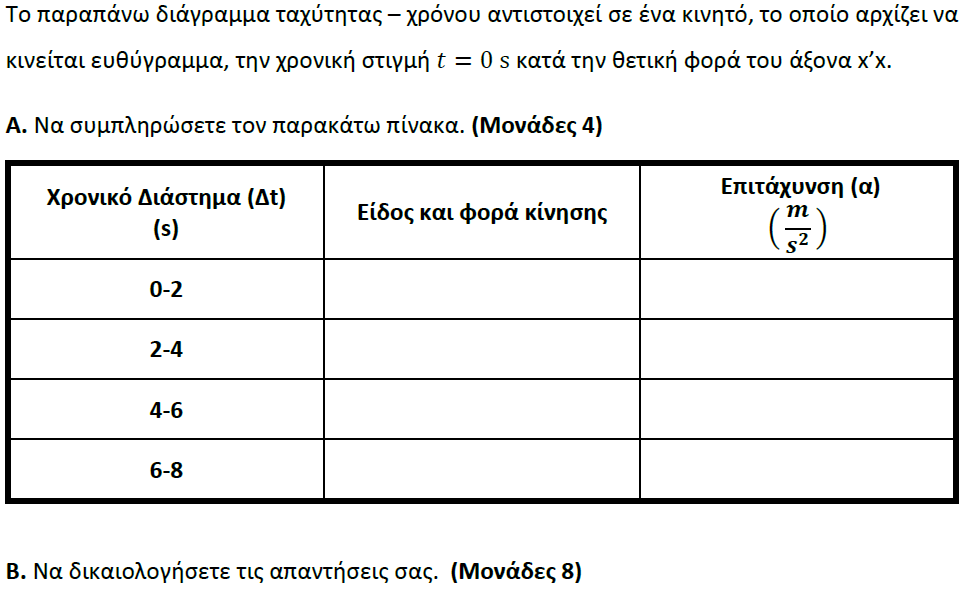 Το παραπάνω διάγραμμα ταχύτητας – χρόνου αντιστοιχεί σε ένα κινητό, το οποίο αρχίζει να
κινείται ευθύγραμμα, την χρονική στιγμή t = 0 s κατά την θετική φορά του άξονα x’x.
Α. Να συμπληρώσετε τον παρακάτω πίνακα. (Μονάδες 4)
Χρονικό Διάστημα (Δt)
(s)
Είδος και φορά κίνησης
Επιτάχυνση (α)
(m/s²)
0-2
2-4
4-6
6-8
Β. Να δικαιολογήσετε τις απαντήσεις σας. (Μονάδες 8)